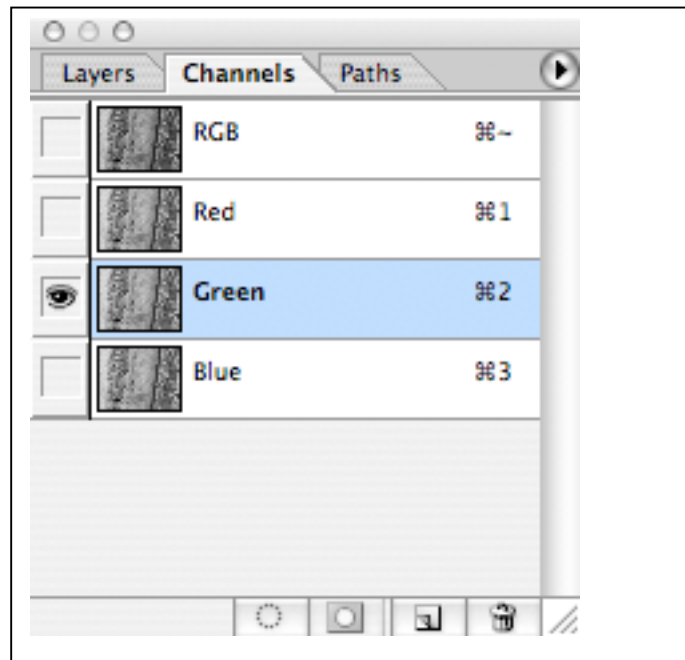 Layers Channels Paths
RGB ⌘~
Red ⌘1
Green ⌘2
Blue ⌘3